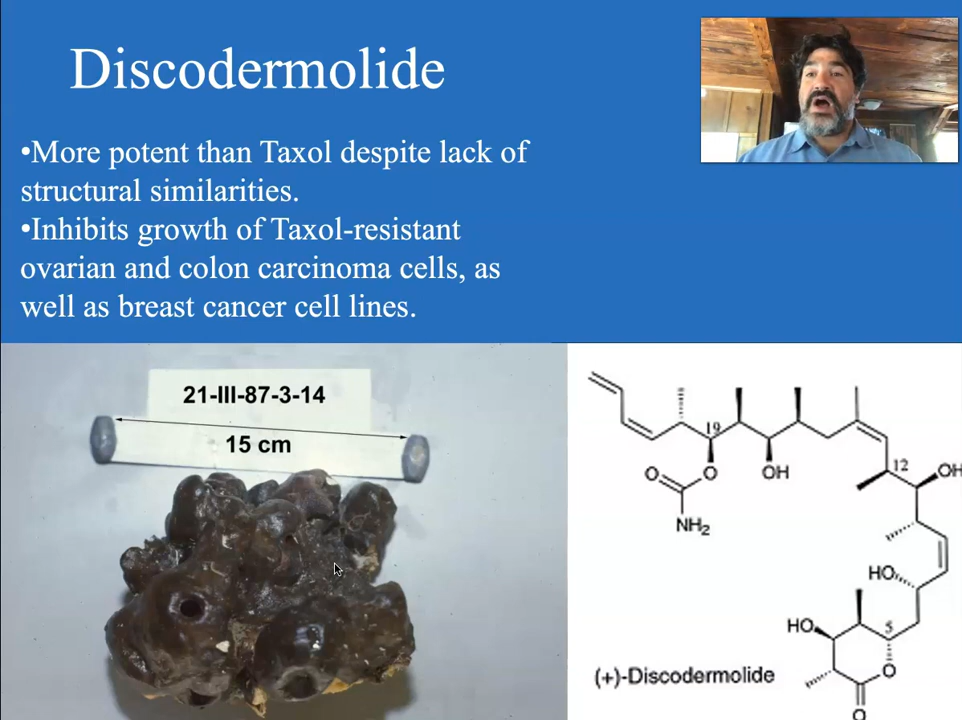 Discodermolide
•More potent than Taxol despite lack of
structural similarities.
•Inhibits growth of Taxol-resistant
ovarian and colon carcinoma cells, as
well as breast cancer cell lines.
21-III-87-3-14
15 cm
19
O
O
OH
NH₂
12
OH
HO
HO
5
O
O
(+)-Discodermolide